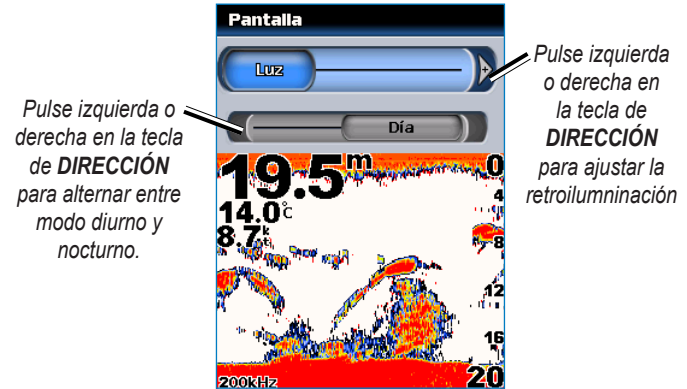 Pantalla
Luz
Día
Pulse izquierda o
derecha en la tecla
de DIRECCIÓN
para alternar entre
modo diurno y
nocturno.
Pulse izquierda
o derecha en
la tecla de
DIRECCIÓN
para ajustar la
retroilumninación
19.5m
14.0°C
8.7kt
0
4
8
12
16
20
200kHz